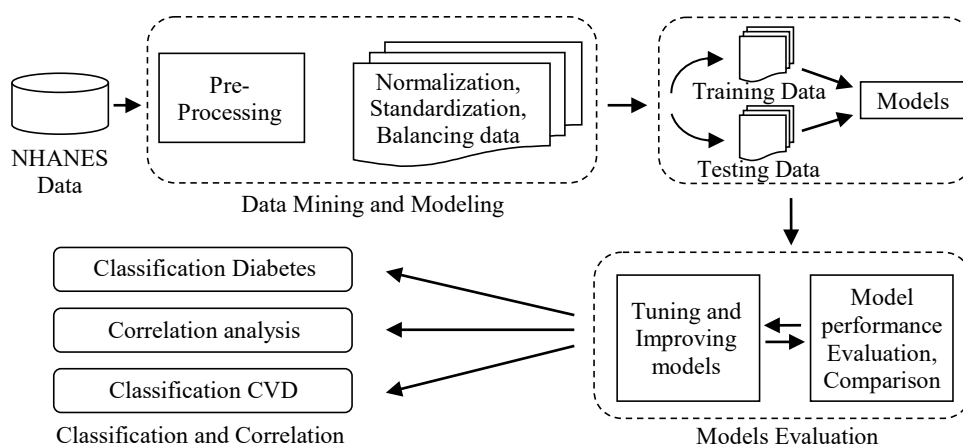 NHANES
Data
Pre-
Processing
Normalization,
Standardization,
Balancing data
Data Mining and Modeling
Training Data
Testing Data
Models
Classification Diabetes
Correlation analysis
Classification CVD
Classification and Correlation
Tuning and
Improving
models
Model
performance
Evaluation,
Comparison
Models Evaluation